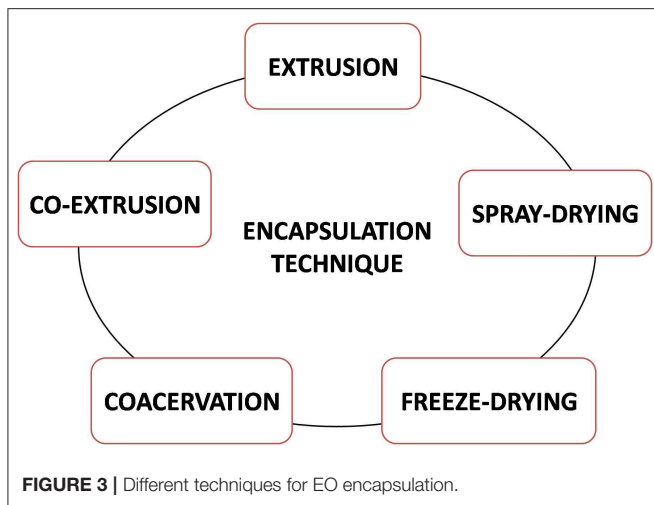 EXTRUSION
CO-EXTRUSION
SPRAY-DRYING
ENCAPSULATION
TECHNIQUE
COACERVATION
FREEZE-DRYING
FIGURE 3 | Different techniques for EO encapsulation.